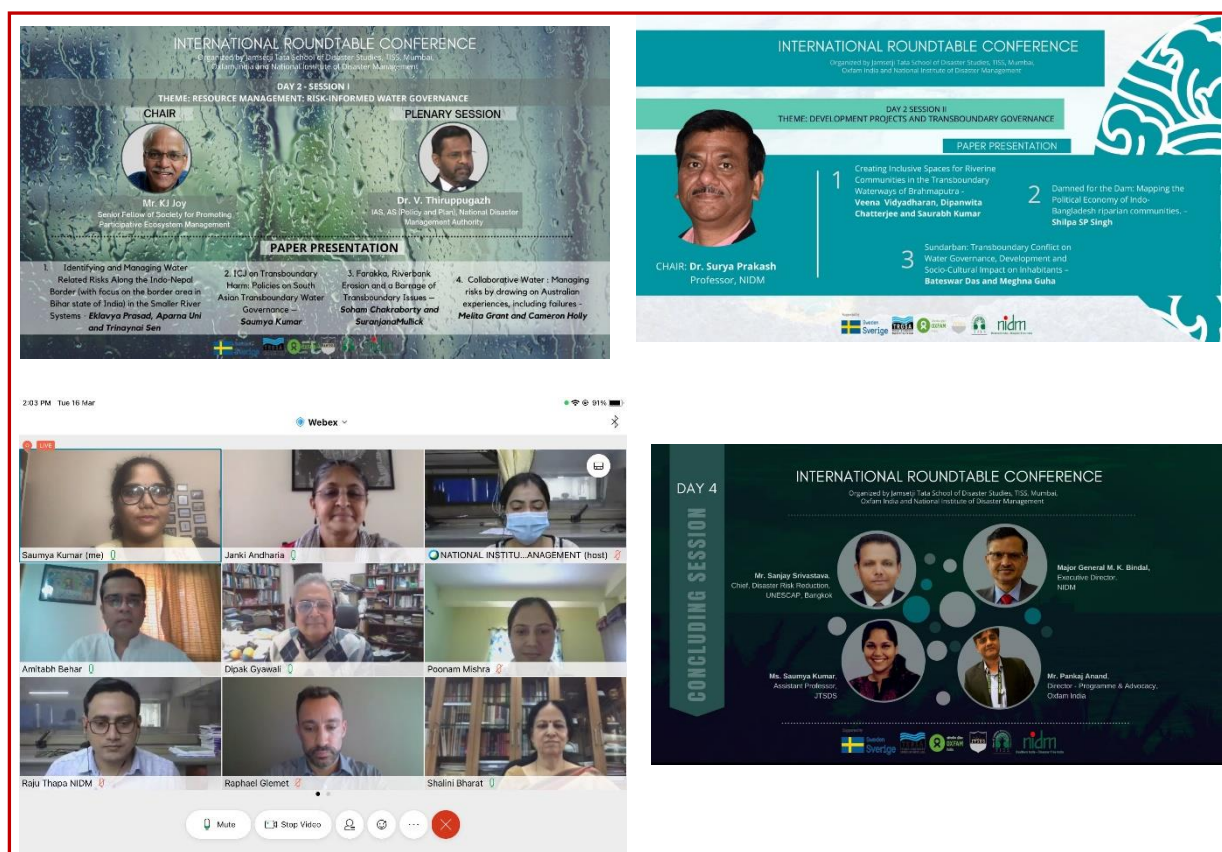 INTERNATIONAL ROUNDTABLE CONFERENCE
Organized by Jamsetji Tata School of Disaster Studies, TISS, Mumbai,
Oxfam India and National Institute of Disaster Management
DAY 2 - SESSION I
THEME: RESOURCE MANAGEMENT: RISK-INFORMED WATER GOVERNANCE
CHAIR
PLENARY SESSION
Mr. KJ Joy
Senior Fellow of Society for Promoting
Participative Ecosystem Management
Dr. V. Thiruppugazh
IAS, AS (Policy and Plan), National Disaster
Management Authority
PAPER PRESENTATION
1. Identifying and Managing Water
Related Risks Along the Indo-Nepal
Border (with focus on the border area in
Bihar state of India) in the Smaller River
Systems - Eklavya Prasad, Aparna Uni
and Trinaynai Sen
2. ICJ on Transboundary
Harm: Policies on South
Asian Transboundary Water
Governance –
Saumya Kumar
3. Farakka, Riverbank
Erosion and a Barrage of
Transboundary Issues –
Soham Chakraborty and
SuranjanaMullick
4. Collaborative Water : Managing
risks by drawing on Australian
experiences, including failures -
Melita Grant and Cameron Holly
OXFAM
INTERNATIONAL ROUNDTABLE CONFERENCE
Organized by Jamsetji Tata School of Disaster Studies, TISS, Mumbai,
Oxfam India and National Institute of Disaster Management
DAY 2 SESSION II
THEME: DEVELOPMENT PROJECTS AND TRANSBOUNDARY GOVERNANCE
PAPER PRESENTATION
CHAIR: Dr. Surya Prakash
Professor, NIDM
1
Creating Inclusive Spaces for Riverine
Communities in the Transboundary
Waterways of Brahmaputra -
Veena Vidyadharan, Dipanwita
Chatterjee and Saurabh Kumar
2
Damned for the Dam: Mapping the
Political Economy of Indo-
Bangladesh riparian communities. -
Shilpa SP Singh
3
Sundarban: Transboundary Conflict on
Water Governance, Development and
Socio-Cultural Impact on Inhabitants –
Bateswar Das and Meghna Guha
Sweden
Sverige
TROSA
OXFAM
nidm
2:03 PM Tue 16 Mar
91%
Webex
LIVE
Saumya Kumar (me)
Janki Andharia
NATIONAL INSTITU...ANAGEMENT (host)
Amitabh Behar
Dipak Gyawali
Poonam Mishra
Raju Thapa NIDM
Raphael Glemet
Shalini Bharat
Mute
Stop Video
DAY 4
CONCLUDING SESSION
INTERNATIONAL ROUNDTABLE CONFERENCE
Organized by Jamsetji Tata School of Disaster Studies, TISS, Mumbai,
Oxfam India and National Institute of Disaster Management
Mr. Sanjay Srivastava,
Chief, Disaster Risk Reduction,
UNESCAP, Bangkok
Major General M. K. Bindal,
Executive Director,
NIDM
Ms. Saumya Kumar,
Assistant Professor,
JTSDS
Mr. Pankaj Anand,
Director - Programme & Advocacy,
Oxfam India
Sweden
Sverige
OXFAM
nidm